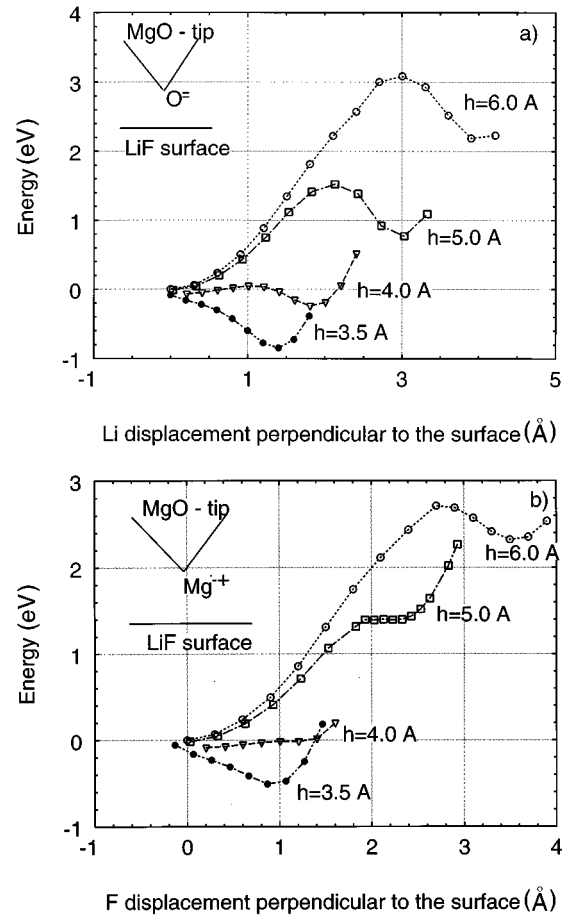 a)
MgO - tip
O=
LiF surface
h=6.0 A
h=5.0 A
h=4.0 A
h=3.5 A
Energy (eV)
4
3
2
1
0
-1
-1 1 3 5
Li displacement perpendicular to the surface (Å)
b)
MgO - tip
Mg++
LiF surface
h=6.0 A
h=5.0 A
h=4.0 A
h=3.5 A
Energy (eV)
3
2
1
0
-1
-1 0 1 2 3 4
F displacement perpendicular to the surface (Å)